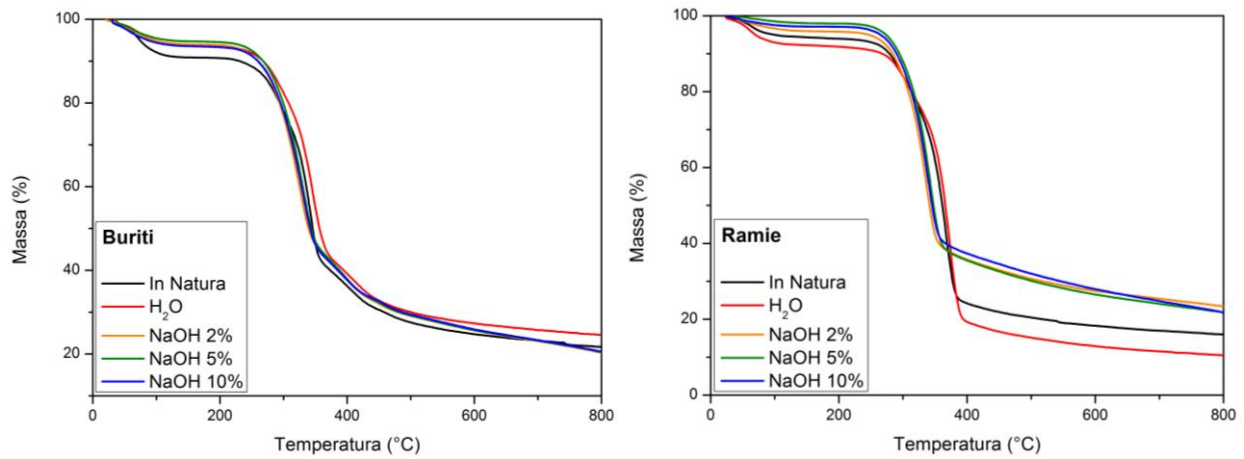 100
80
60
40
20
Massa (%)
Buriti
In Natura
H₂O
NaOH 2%
NaOH 5%
NaOH 10%
0
200
400
600
800
Temperatura (°C)
100
80
60
40
20
0
Massa (%)
Ramie
In Natura
H₂O
NaOH 2%
NaOH 5%
NaOH 10%
0
200
400
600
800
Temperatura (°C)